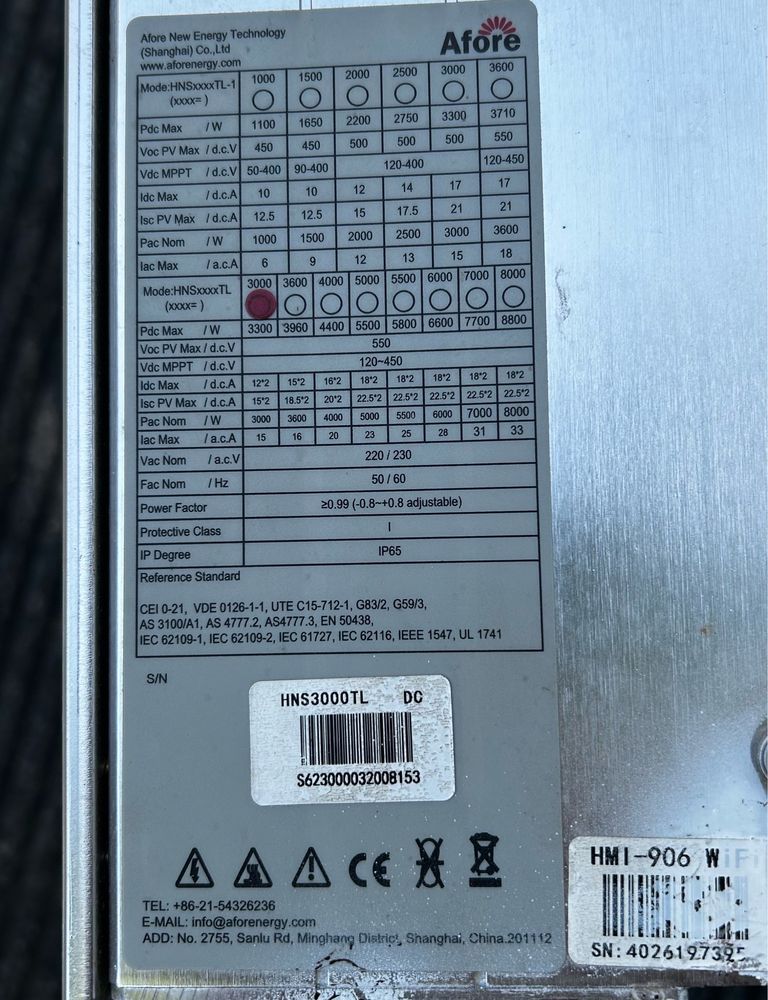 Afore New Energy Technology
(Shanghai) Co.,Ltd
www.aforenergy.com
Afore
Mode:HNSxxxxTL-1 (xxxx= ) 1000 1500 2000 2500 3000 3600
Pdc Max /W 1100 1650 2200 2750 3300 3710
Voc PV Max / d.c.V 450 450 500 500 500 550
Vdc MPPT / d.c.V 50-400 90-400 120-400 120-450
Idc Max / d.c.A 10 10 12 14 17 17
Isc PV Max / d.c.A 12.5 12.5 15 17.5 21 21
Pac Nom / W 1000 1500 2000 2500 3000 3600
Iac Max / a.c.A 6 9 12 13 15 18
Mode:HNSxxxxTL (xxxx= ) 3000 3600 4000 5000 5500 6000 7000 8000
Pdc Max / W 3300 3960 4400 5500 5800 6600 7700 8800
Voc PV Max / d.c.V 550
Vdc MPPT / d.c.V 120~450
Idc Max / d.c.A 12*2 15*2 16*2 18*2 18*2 18*2 18*2 18*2
Isc PV Max / d.c.A 15*2 18.5*2 20*2 22.5*2 22.5*2 22.5*2 22.5*2 22.5*2
Pac Nom / W 3000 3600 4000 5000 5500 6000 7000 8000
Iac Max / a.c.A 15 16 20 23 25 28 31 33
Vac Nom / a.c.V 220 / 230
Fac Nom / Hz 50 / 60
Power Factor ≥0.99 (-0.8~+0.8 adjustable)
Protective Class I
IP Degree IP65
Reference Standard
CEI 0-21, VDE 0126-1-1, UTE C15-712-1, G83/2, G59/3,
AS 3100/A1, AS 4777.2, AS4777.3, EN 50438,
IEC 62109-1, IEC 62109-2, IEC 61727, IEC 62116, IEEE 1547, UL 1741
S/N
HNS3000TL DC
S623000032008153
CE
TEL: +86-21-54326236
E-MAIL: info@aforenergy.com
ADD: No. 2755, Sanlu Rd, Minghang District, Shanghai, China.201112
HMI-906 WiFi
SN: